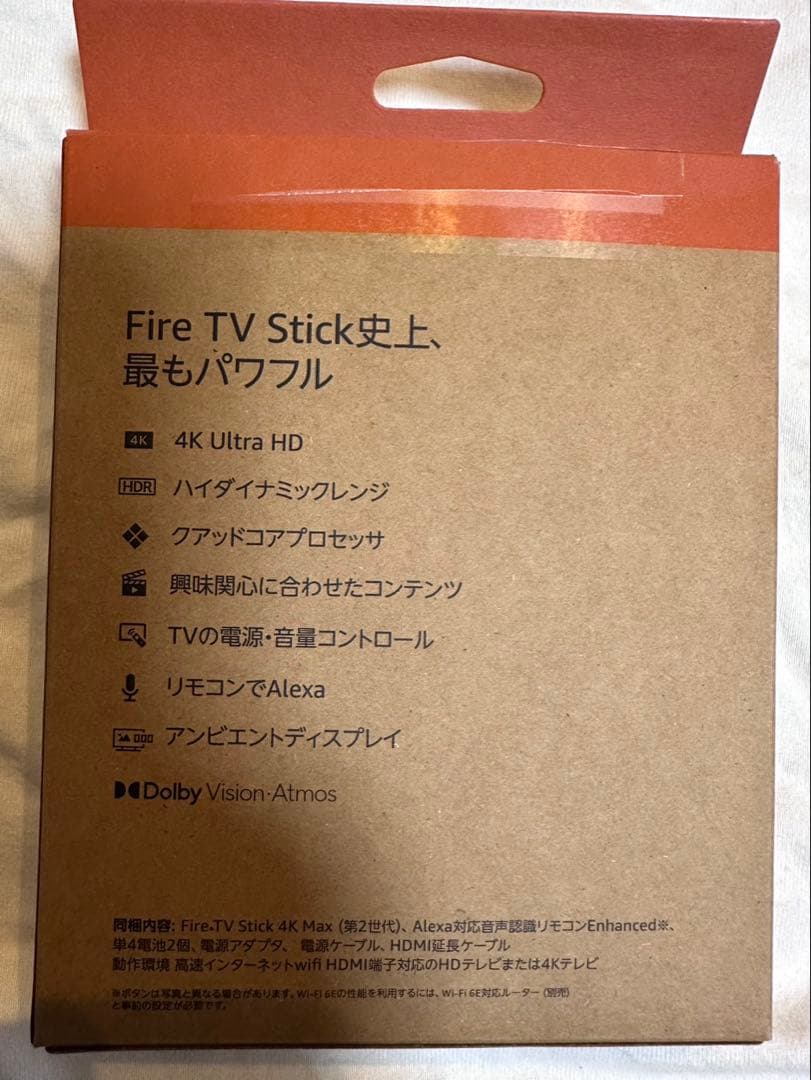 Fire TV Stick史上、
最もパワフル
4K 4K Ultra HD
HDR ハイダイナミックレンジ
クアッドコアプロセッサ
興味関心に合わせたコンテンツ
TVの電源・音量コントロール
リモコンでAlexa
アンビエントディスプレイ
Dolby Vision·Atmos
同梱内容: Fire TV Stick 4K Max (第2世代)、Alexa対応音声認識リモコンEnhanced※、
単4電池2個、電源アダプタ、 電源ケーブル、HDMI延長ケーブル
動作環境 高速インターネットwifi HDMI端子対応のHDテレビまたは4Kテレビ
※ボタンは写真と異なる場合があります。Wi-Fi 6Eの性能を利用するには、Wi-Fi 6E対応ルーター (別売)
と事前の設定が必要です。